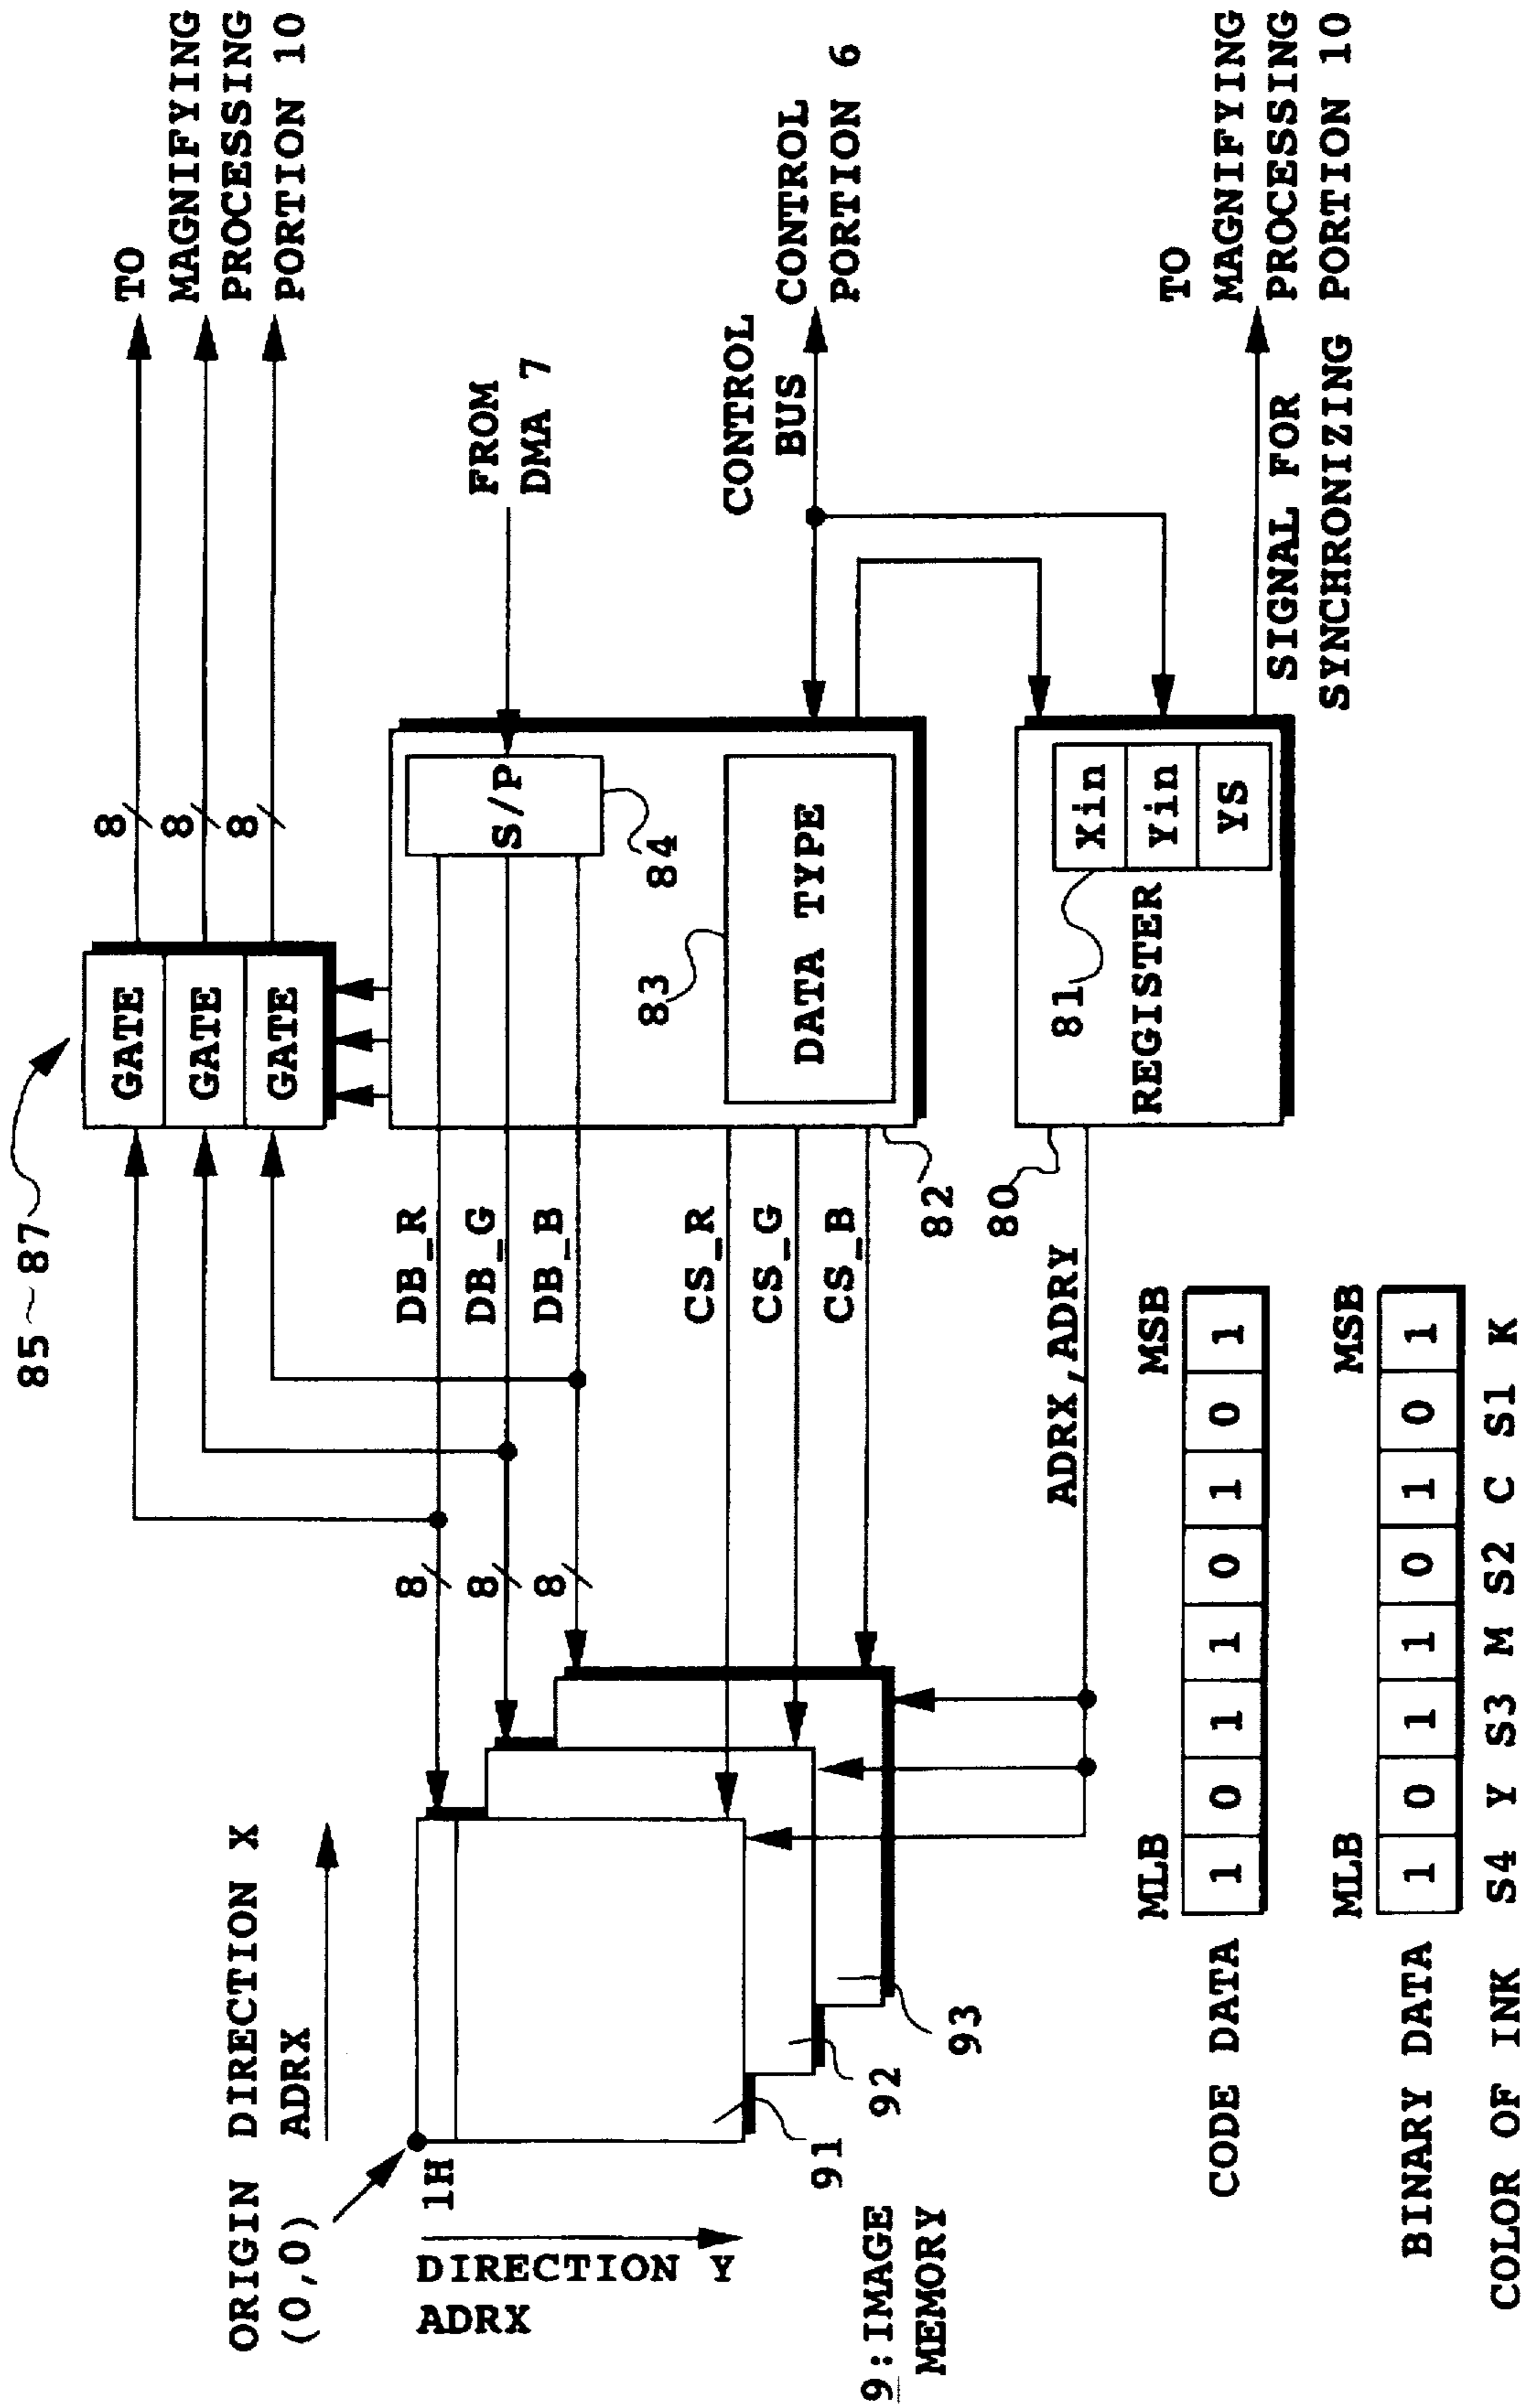 85~87
GATE
GATE
GATE
8
8
8
TO
MAGNIFYING
PROCESSING
PORTION 10
ORIGIN
(0,0)
DIRECTION X
ADRX
1H
DIRECTION Y
ADRX
9:IMAGE
MEMORY
91
92
93
8
8
8
DB_R
DB_G
DB_B
CS_R
CS_G
CS_B
S/P
84
83
DATA TYPE
82
FROM
DMA 7
CONTROL
BUS
CONTROL
PORTION 6
80
81
REGISTER
Xin
Yin
YS
ADRX,ADRY
TO
MAGNIFYING
PROCESSING
PORTION 10
SIGNAL FOR
SYNCHRONIZING
MLB MSB
CODE DATA 1 0 1 1 0 1 0 1
MLB MSB
BINARY DATA 1 0 1 1 0 1 0 1
COLOR OF INK S4 Y S3 M S2 C S1 K